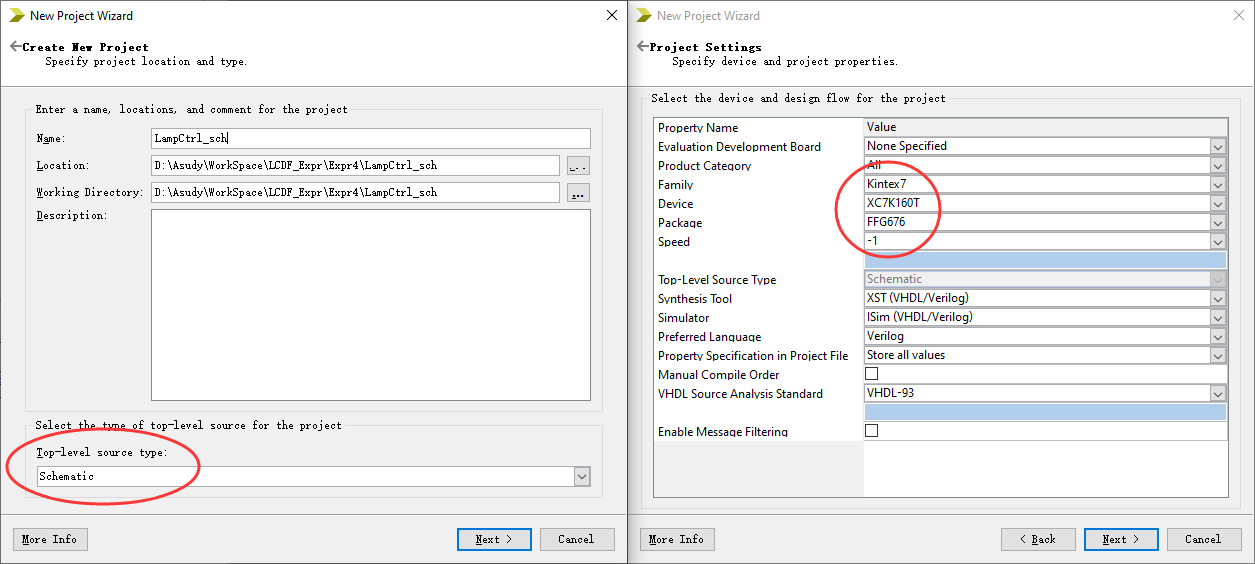 New Project Wizard
Create New Project
Specify project location and type.
Enter a name, locations, and comment for the project
Name: LampCtrl_sch
Location: D:\Asudy\WorkSpace\LCDF_Expr\Expr4\LampCtrl_sch ...
Working Directory: D:\Asudy\WorkSpace\LCDF_Expr\Expr4\LampCtrl_sch ...
Description:
Select the type of top-level source for the project
Top-level source type:
Schematic
More Info Next > Cancel
New Project Wizard
Project Settings
Specify device and project properties.
Select the device and design flow for the project
Property Name Value
Evaluation Development Board None Specified
Product Category All
Family Kintex7
Device XC7K160T
Package FFG676
Speed -1
Top-Level Source Type Schematic
Synthesis Tool XST (VHDL/Verilog)
Simulator ISim (VHDL/Verilog)
Preferred Language Verilog
Property Specification in Project File Store all values
Manual Compile Order
VHDL Source Analysis Standard VHDL-93
Enable Message Filtering
More Info < Back Next > Cancel